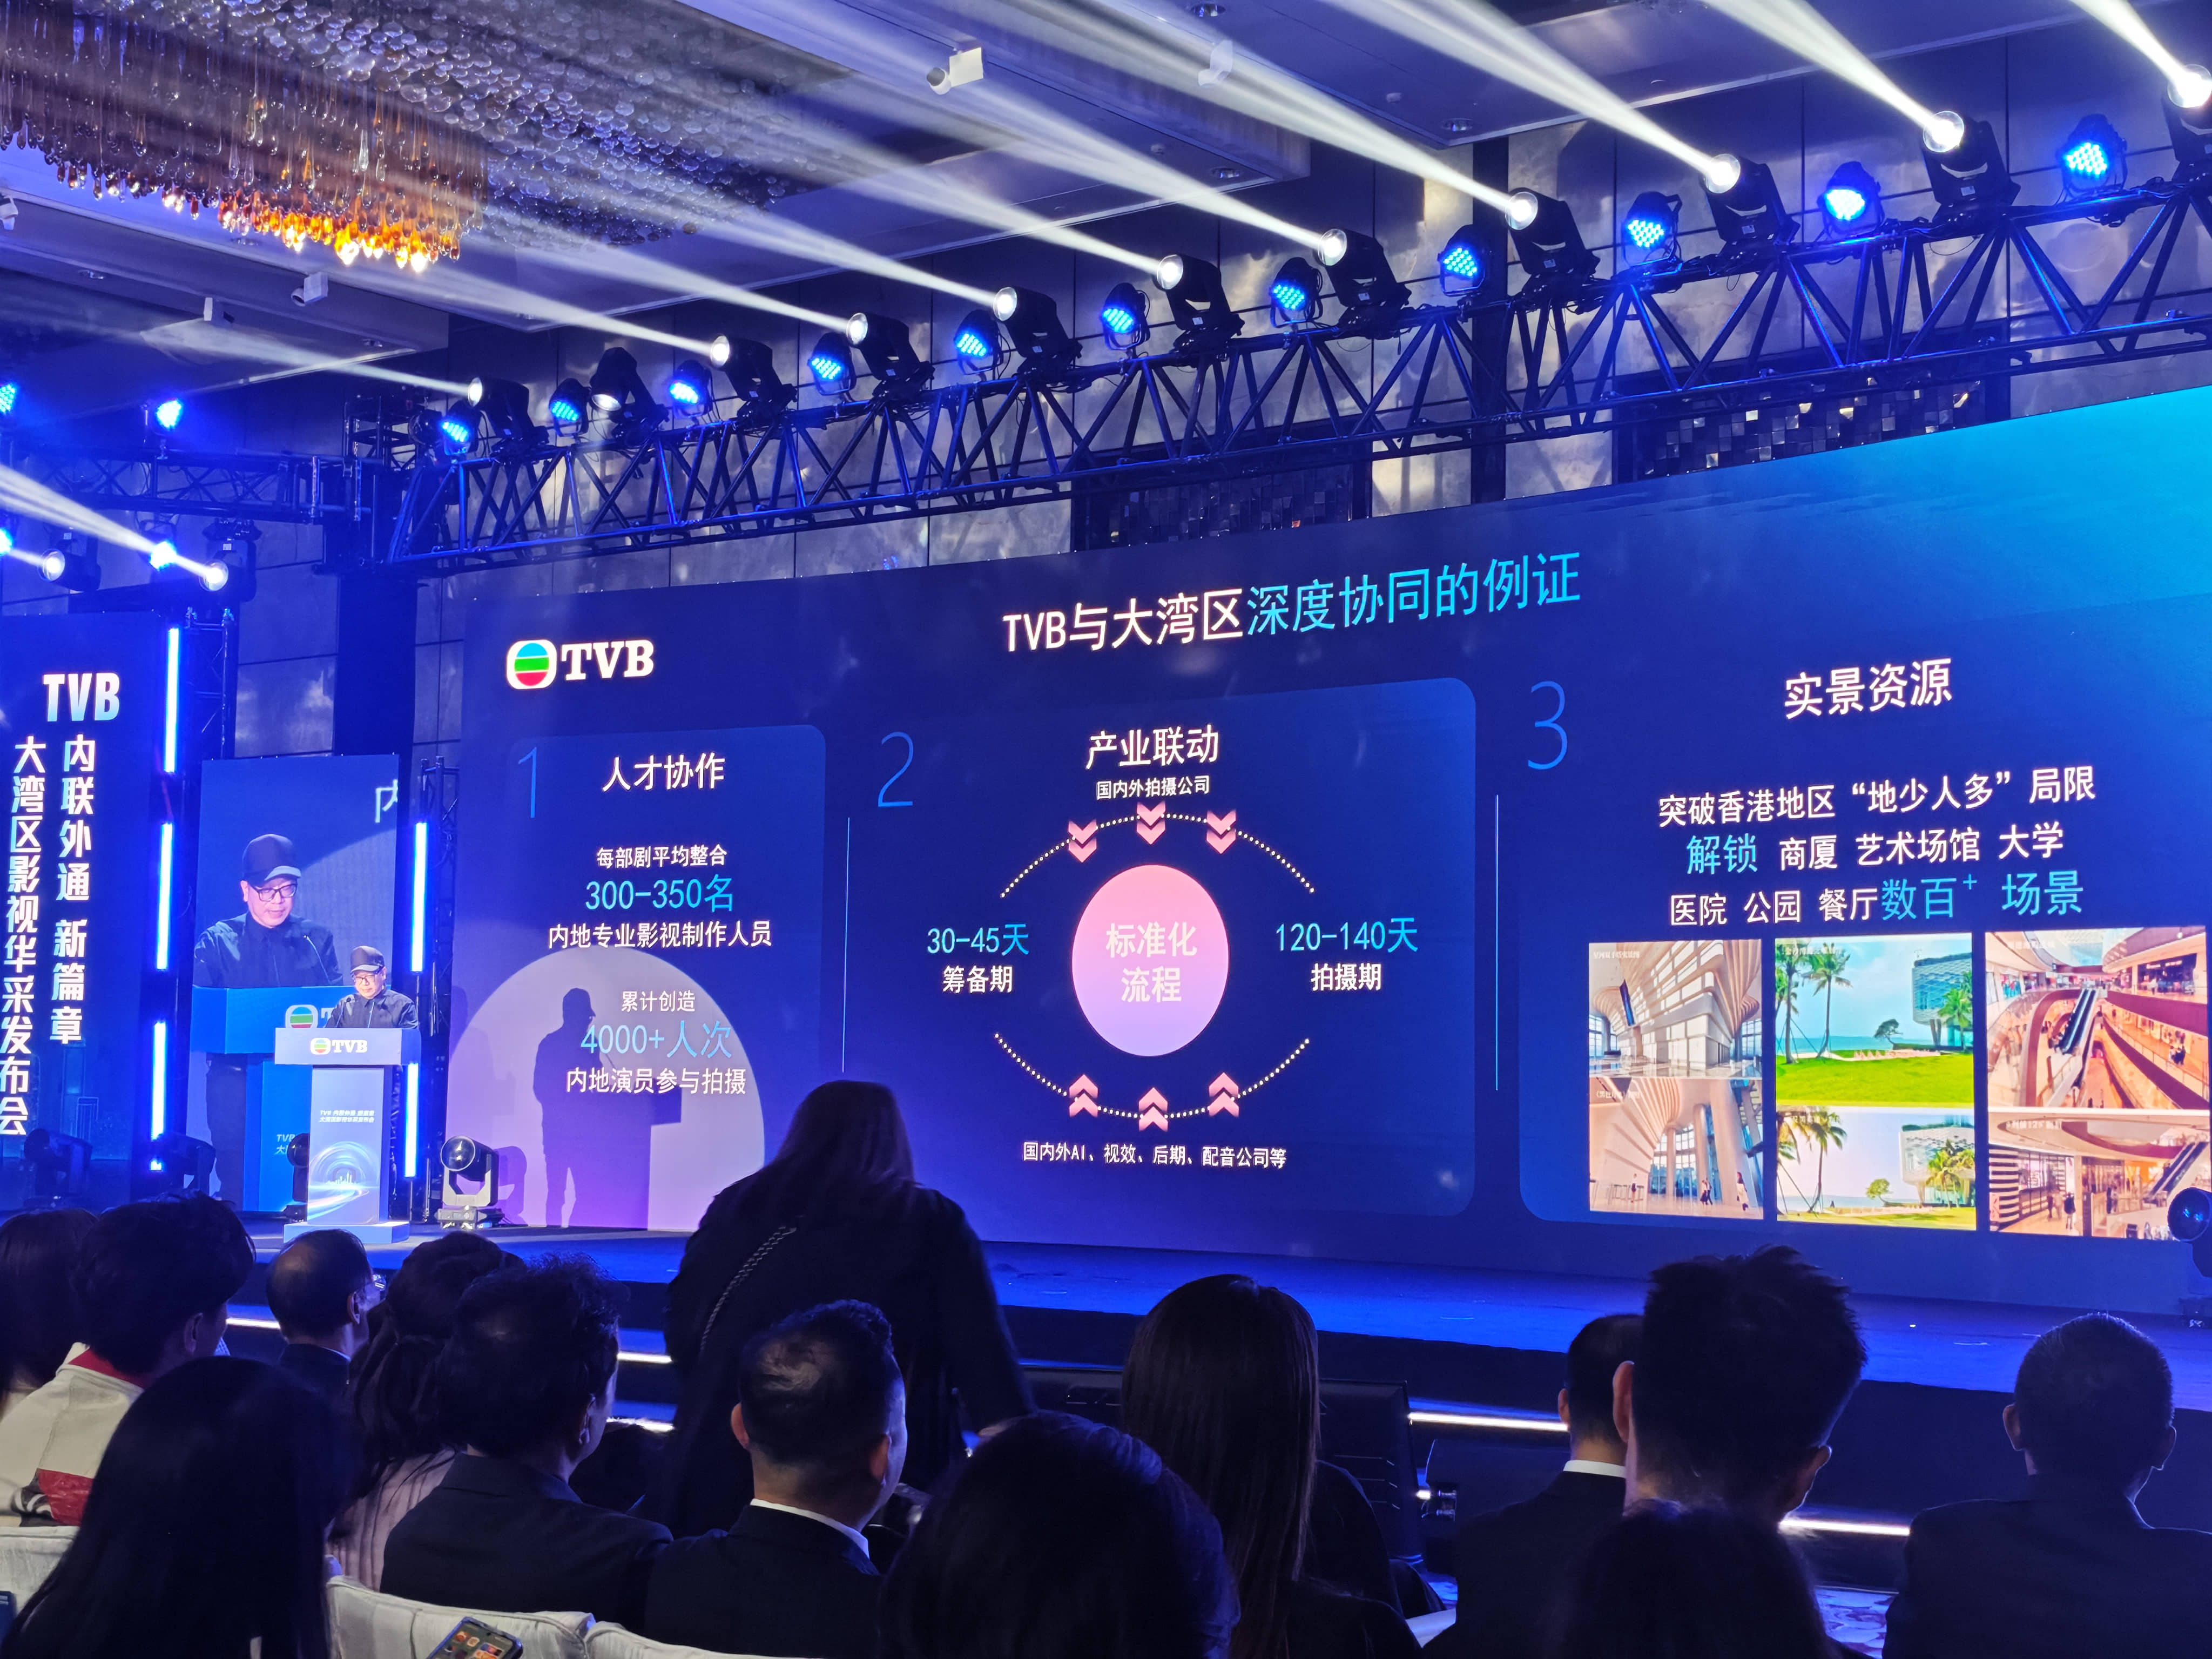 TVB
内联外通 新篇章
大湾区影视华采发布会
内
TVB
TVB
TVB与大湾区深度协同的例证
1
人才协作
每部剧平均整合
300-350名
内地专业影视制作人员
累计创造
4000+人次
内地演员参与拍摄
2
产业联动
国内外拍摄公司
30-45天
筹备期
标准化
流程
120-140天
拍摄期
国内外AI、视效、后期、配音公司等
3
实景资源
突破香港地区“地少人多”局限
解锁 商厦 艺术场馆 大学
医院 公园 餐厅数百+ 场景